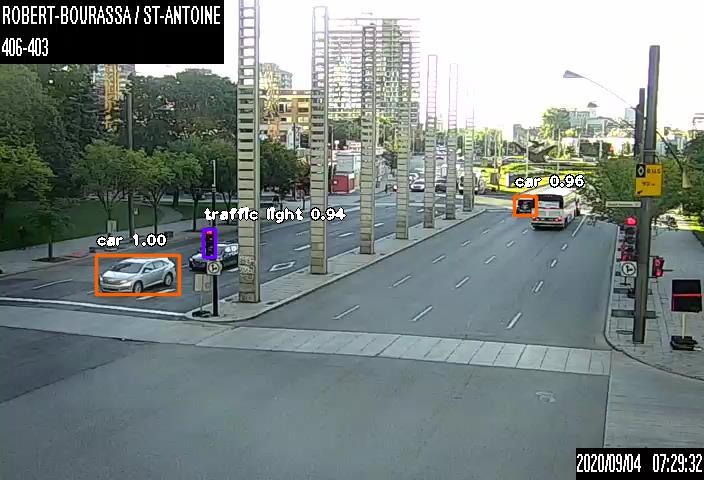 ROBERT-BOURASSA / ST-ANTOINE
406-403
car 0.96
traffic light 0.94
car 1.00
BUS
2020/09/04 07:29:32